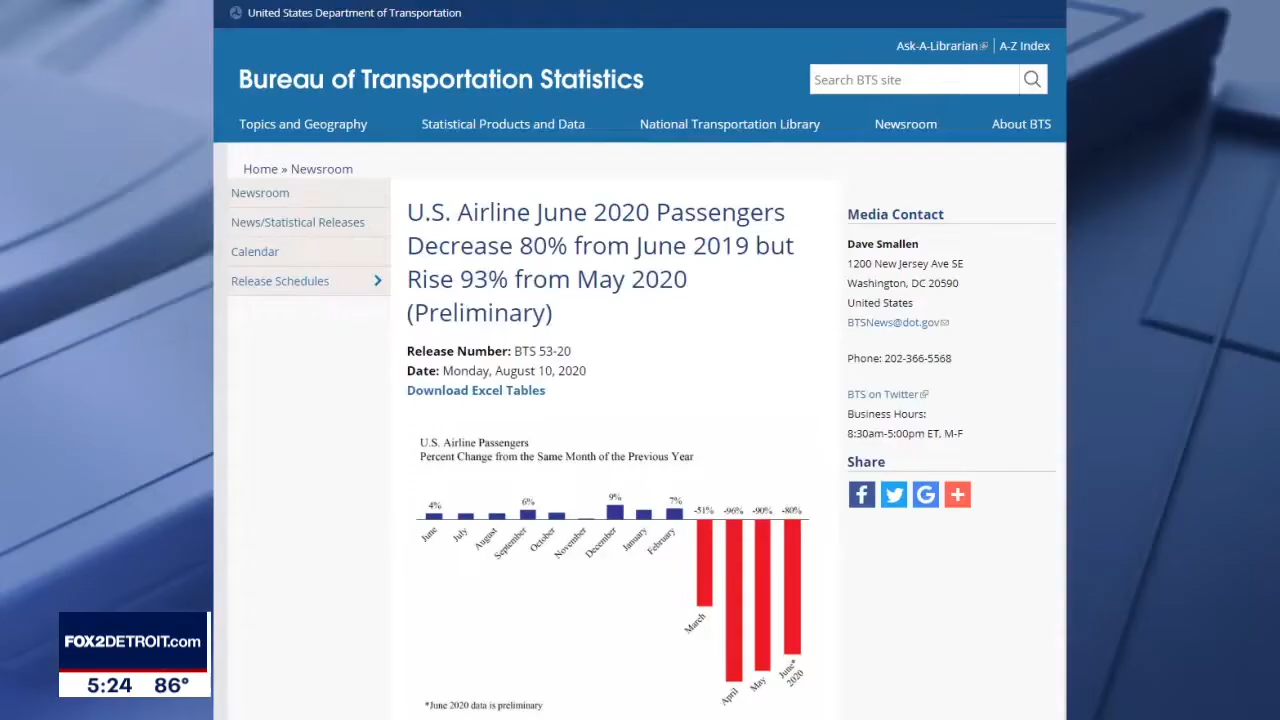 United States Department of Transportation
Ask-A-Librarian | A-Z Index
Bureau of Transportation Statistics
Search BTS site
Topics and Geography
Statistical Products and Data
National Transportation Library
Newsroom
About BTS
Home » Newsroom
Newsroom
News/Statistical Releases
Calendar
Release Schedules
U.S. Airline June 2020 Passengers
Decrease 80% from June 2019 but
Rise 93% from May 2020
(Preliminary)
Release Number: BTS 53-20
Date: Monday, August 10, 2020
Download Excel Tables
U.S. Airline Passengers
Percent Change from the Same Month of the Previous Year
4%
6%
9%
7%
-51%
-96%
-90%
-80%
June
July
August
September
October
November
December
January
February
March
April
May
June*
2020
*June 2020 data is preliminary
Media Contact
Dave Smallen
1200 New Jersey Ave SE
Washington, DC 20590
United States
BTSNews@dot.gov
Phone: 202-366-5568
BTS on Twitter
Business Hours:
8:30am-5:00pm ET, M-F
Share
FOX2DETROIT.com
5:24 86°